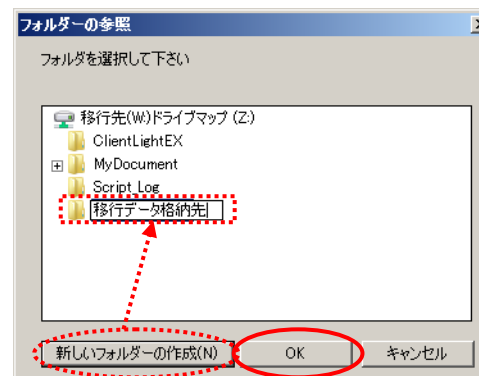 フォルダーの参照
フォルダを選択して下さい
移行先(W:)ドライブマップ (Z:)
ClientLightEX
MyDocument
Script_Log
移行データ格納先
新しいフォルダーの作成(N) OK キャンセル